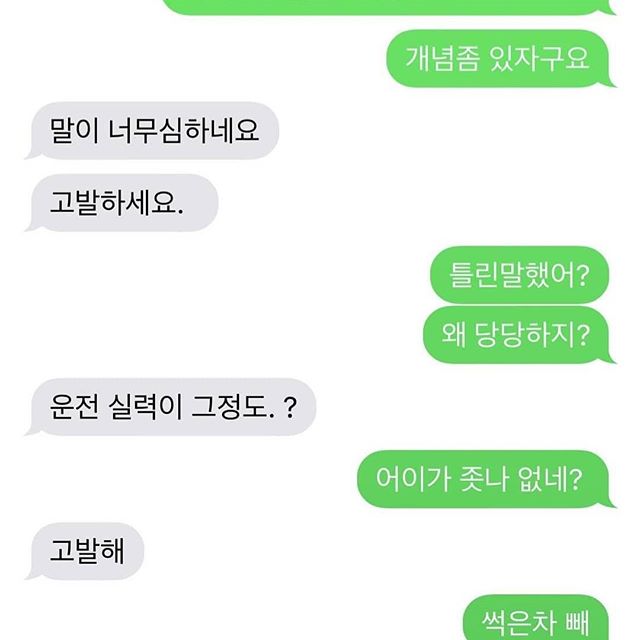 개념좀 있자구요
말이 너무심하네요
고발하세요.
틀린말했어?
왜 당당하지?
운전 실력이 그정도. ?
어이가 좃나 없네?
고발해
썩은차 빼